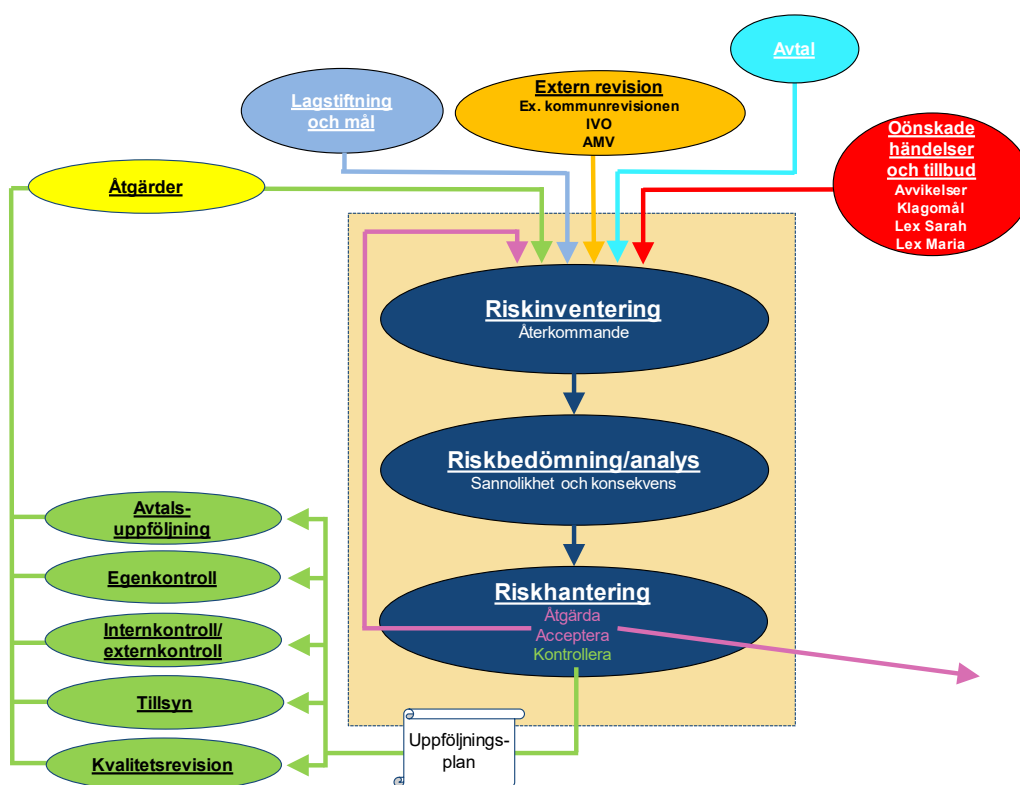 Avtal
Lagstiftning
och mål
Extern revision
Ex. kommunrevisionen
IVO
AMV
Oönskade
händelser
och tillbud
Avvikelser
Klagomål
Lex Sarah
Lex Maria
Åtgärder
Riskinventering
Återkommande
Riskbedömning/analys
Sannolikhet och konsekvens
Riskhantering
Åtgärda
Acceptera
Kontrollera
Avtals-
uppföljning
Egenkontroll
Internkontroll/
externkontroll
Tillsyn
Kvalitetsrevision
Uppföljnings-
plan